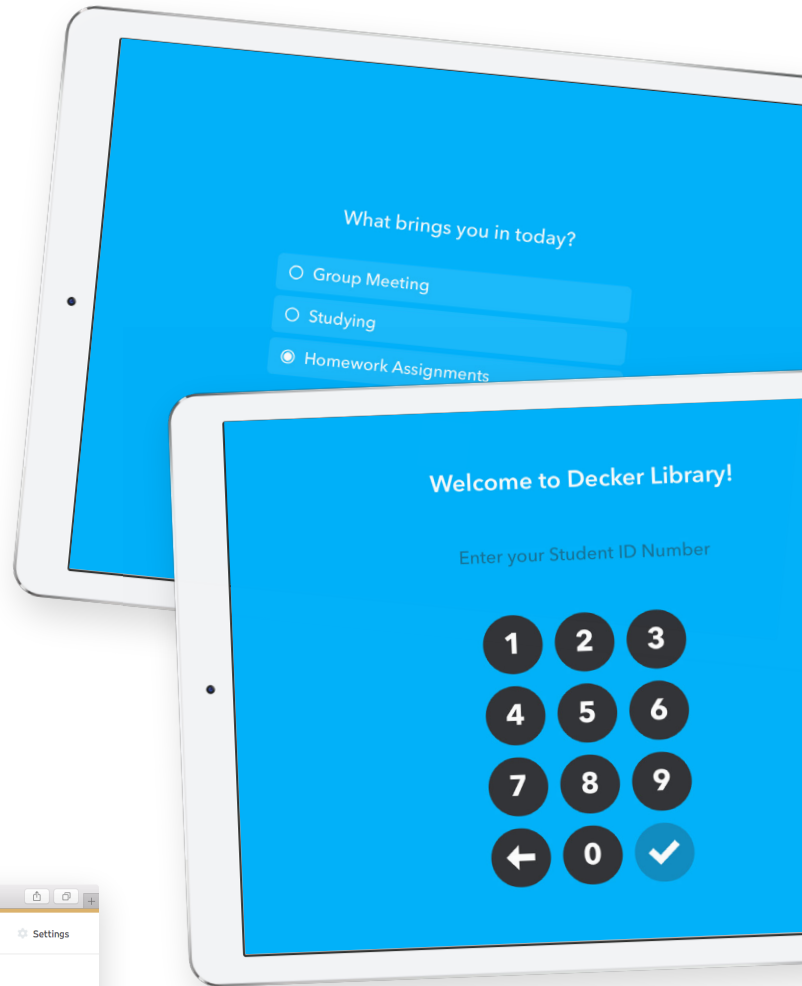 What brings you in today?
Group Meeting
Studying
Homework Assignments
Welcome to Decker Library!
Enter your Student ID Number
1 2 3
4 5 6
7 8 9
0
Settings